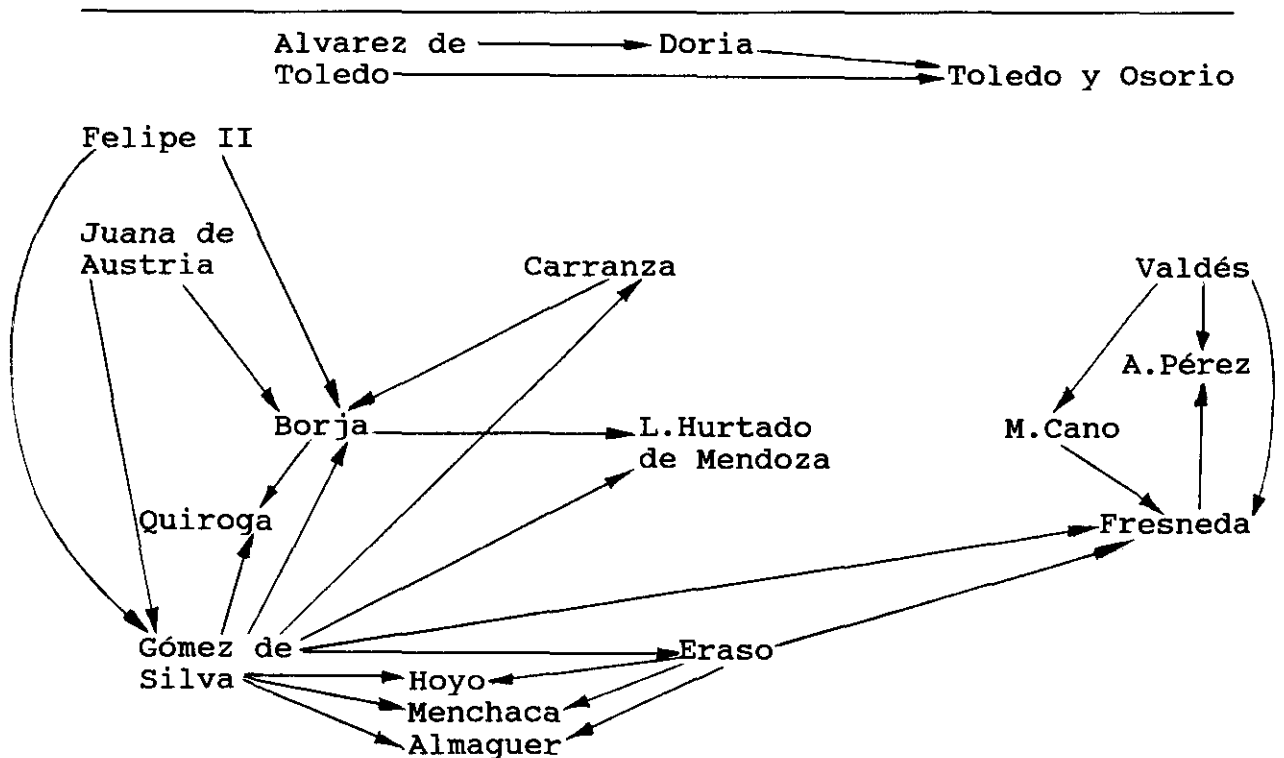 Alvarez de Doria
Toledo Toledo y Osorio
Felipe II
Juana de
Austria
Carranza
Valdés
A.Pérez
Borja
L.Hurtado
de Mendoza
M.Cano
Quiroga
Fresneda
Gómez de
Silva
Eraso
Hoyo
Menchaca
Almaguer